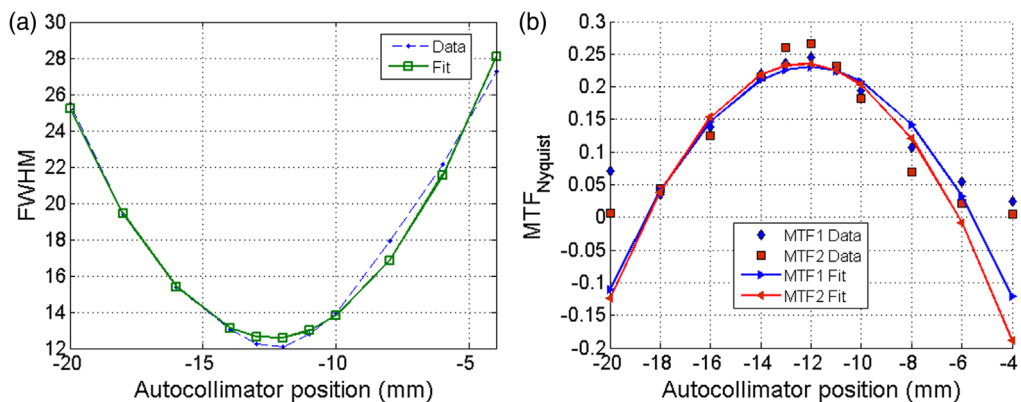 (a)
30
28
26
24
22
20
18
16
14
12
FWHM
-20
-15
-10
-5
Autocollimator position (mm)
Data
Fit
(b)
0.3
0.25
0.2
0.15
0.1
0.05
0
-0.05
-0.1
-0.15
-0.2
MTF_Nyquist
-20
-18
-16
-14
-12
-10
-8
-6
-4
Autocollimator position (mm)
MTF1 Data
MTF2 Data
MTF1 Fit
MTF2 Fit